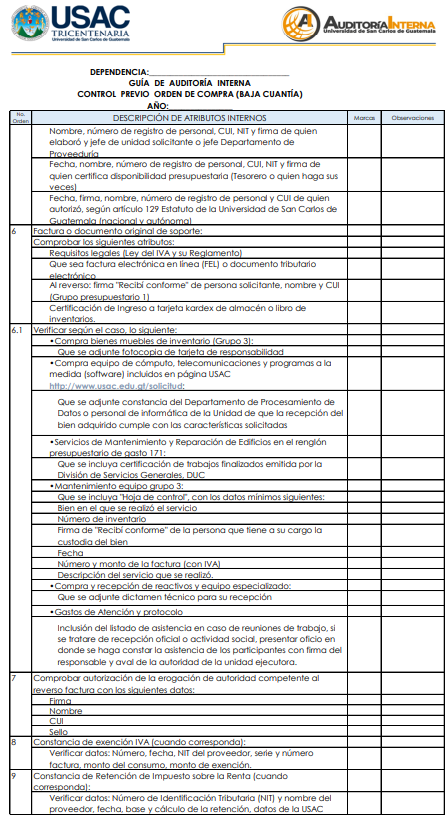 USAC
TRICENTENARIA
Universidad de San Carlos de Guatemala
AUDITORÍA INTERNA
Universidad de San Carlos de Guatemala
DEPENDENCIA:
GUÍA DE AUDITORÍA INTERNA
CONTROL PREVIO ORDEN DE COMPRA (BAJA CUANTÍA)
AÑO:
No. Orden DESCRIPCIÓN DE ATRIBUTOS INTERNOS Marcas Observaciones
Nombre, número de registro de personal, CUI, NIT y firma de quien
elaboró y jefe de unidad solicitante o jefe Departamento de
Proveeduría
Fecha, nombre, número de registro de personal, CUI, NIT y firma de
quien certifica disponibilidad presupuestaria (Tesorero o quien haga sus
veces)
Fecha, firma, nombre, número de registro de personal y CUI de quien
autorizó, según artículo 129 Estatuto de la Universidad de San Carlos de
Guatemala (nacional y autónoma)
6 Factura o documento original de soporte:
Comprobar los siguientes atributos:
Requisitos legales (Ley del IVA y su Reglamento)
Que sea factura electrónica en línea (FEL) o documento tributario
electrónico
Al reverso: firma "Recibí conforme" de persona solicitante, nombre y CUI
(Grupo presupuestario 1)
Certificación de Ingreso a tarjeta kardex de almacén o libro de
inventarios.
6.1 Verificar según el caso, lo siguiente:
•Compra bienes muebles de inventario (Grupo 3):
Que se adjunte fotocopia de tarjeta de responsabilidad
•Compra equipo de cómputo, telecomunicaciones y programas a la
medida (software) incluidos en página USAC
http://www.usac.edu.gt/solicitud:
Que se adjunte constancia del Departamento de Procesamiento de
Datos o personal de informática de la Unidad de que la recepción del
bien adquirido cumple con las características solicitadas
•Servicios de Mantenimiento y Reparación de Edificios en el renglón
presupuestario de gasto 171:
Que se incluya certificación de trabajos finalizados emitida por la
División de Servicios Generales, DUC
•Mantenimiento equipo grupo 3:
Que se incluya "Hoja de control", con los datos mínimos siguientes:
Bien en el que se realizó el servicio
Número de inventario
Firma de "Recibí conforme" de la persona que tiene a su cargo la
custodia del bien
Fecha
Número y monto de la factura (con IVA)
Descripción del servicio que se realizó.
•Compra y recepción de reactivos y equipo especializado:
Que se adjunte dictamen técnico para su recepción
•Gastos de Atención y protocolo
Inclusión del listado de asistencia en caso de reuniones de trabajo, si
se tratare de recepción oficial o actividad social, presentar oficio en
donde se haga constar la asistencia de los participantes con firma del
responsable y aval de la autoridad de la unidad ejecutora.
7 Comprobar autorización de la erogación de autoridad competente al
reverso factura con los siguientes datos:
Firma
Nombre
CUI
Sello
8 Constancia de exención IVA (cuando corresponda):
Verificar datos: Número, fecha, NIT del proveedor, serie y número
factura, monto del consumo, monto de exención.
9 Constancia de Retención de Impuesto sobre la Renta (cuando
corresponda):
Verificar datos: Número de Identificación Tributaria (NIT) y nombre del
proveedor, fecha, base y cálculo de la retención, datos de la USAC